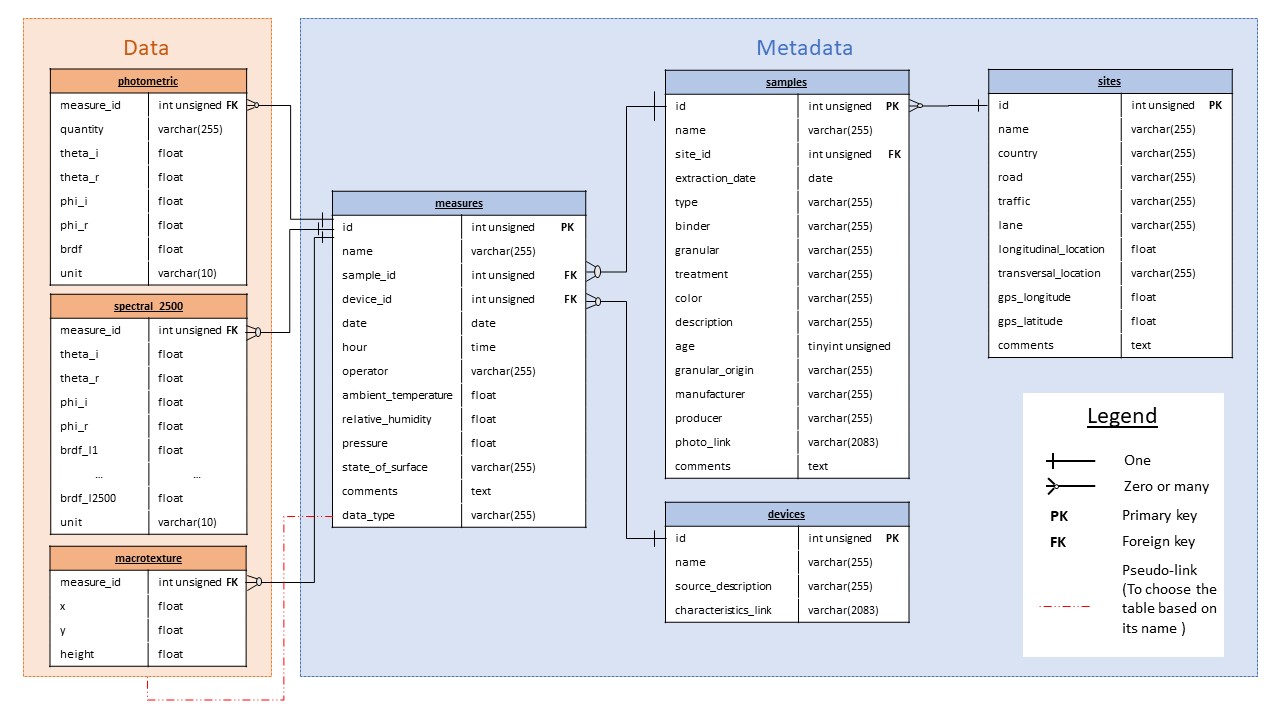 Data
photometric
measure_id int unsigned FK
quantity varchar(255)
theta_i float
theta_r float
phi_i float
phi_r float
brdf float
unit varchar(10)
spectral_2500
measure_id int unsigned FK
theta_i float
theta_r float
phi_i float
phi_r float
brdf_l1 float
... ...
brdf_l2500 float
unit varchar(10)
macrotexture
measure_id int unsigned FK
x float
y float
height float
Metadata
measures
id int unsigned PK
name varchar(255)
sample_id int unsigned FK
device_id int unsigned FK
date date
hour time
operator varchar(255)
ambient_temperature float
relative_humidity float
pressure float
state_of_surface varchar(255)
comments text
data_type varchar(255)
samples
id int unsigned PK
name varchar(255)
site_id int unsigned FK
extraction_date date
type varchar(255)
binder varchar(255)
granular varchar(255)
treatment varchar(255)
color varchar(255)
description varchar(255)
age tinyint unsigned
granular_origin varchar(255)
manufacturer varchar(255)
producer varchar(255)
photo_link varchar(2083)
comments text
devices
id int unsigned PK
name varchar(255)
source_description varchar(255)
characteristics_link varchar(2083)
sites
id int unsigned PK
name varchar(255)
country varchar(255)
road varchar(255)
traffic varchar(255)
lane varchar(255)
longitudinal_location float
transversal_location varchar(255)
gps_longitude float
gps_latitude float
comments text
Legend
One
Zero or many
PK Primary key
FK Foreign key
Pseudo-link
(To choose the
table based on
its name )